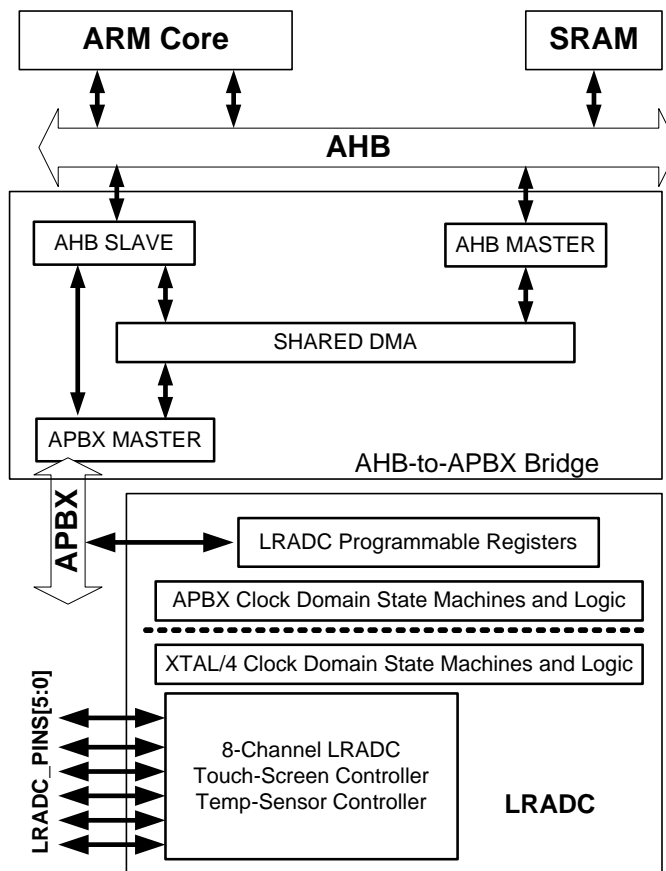 ARM Core
SRAM
AHB
AHB SLAVE
AHB MASTER
SHARED DMA
APBX MASTER
AHB-to-APBX Bridge
APBX
LRADC Programmable Registers
APBX Clock Domain State Machines and Logic
XTAL/4 Clock Domain State Machines and Logic
LRADC_PINS[5:0]
8-Channel LRADC
Touch-Screen Controller
Temp-Sensor Controller
LRADC